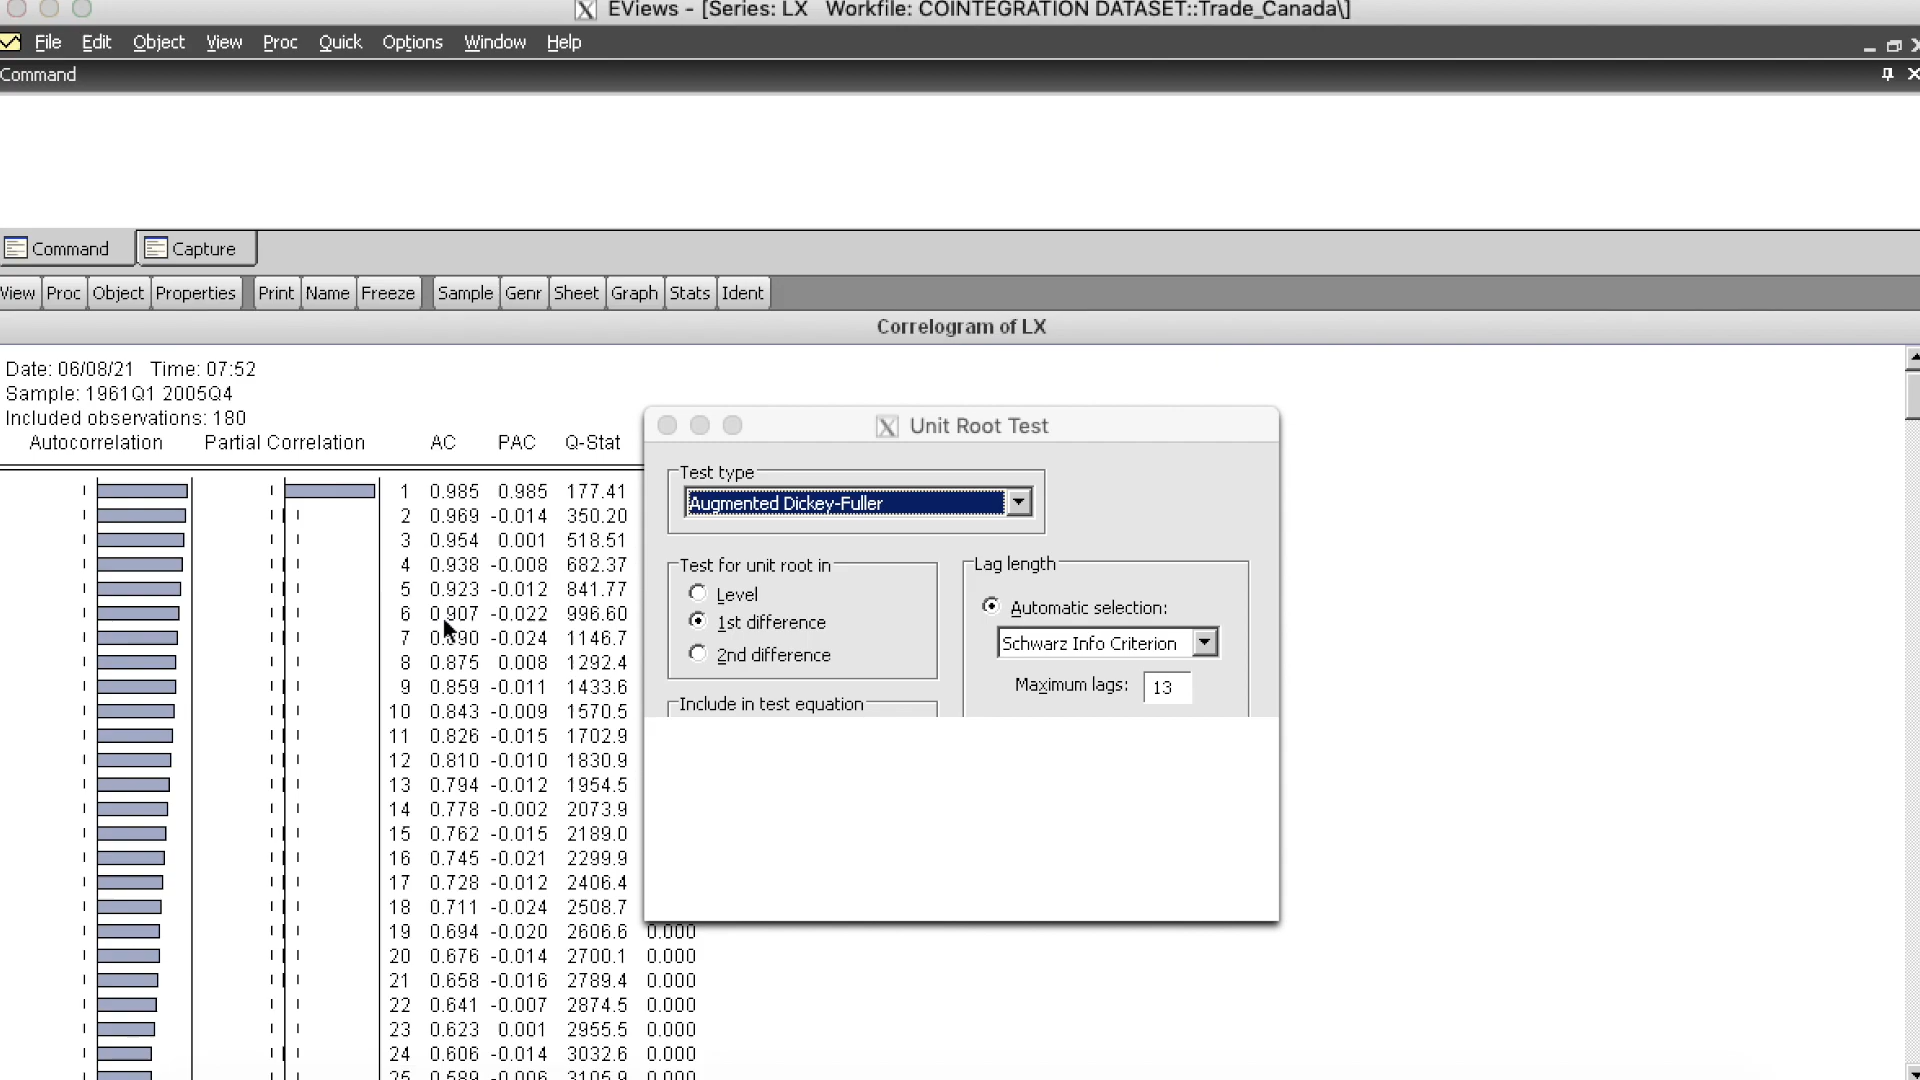 EViews - [Series: LX   Workfile: COINTEGRATION DATASET::Trade_Canada\]
File Edit Object View Proc Quick Options Window Help
Command
Command Capture
View Proc Object Properties Print Name Freeze Sample Genr Sheet Graph Stats Ident
Correlogram of LX
Date: 06/08/21   Time: 07:52
Sample: 1961Q1 2005Q4
Included observations: 180
Autocorrelation Partial Correlation AC PAC Q-Stat
1 0.985 0.985 177.41
2 0.969 -0.014 350.20
3 0.954 0.001 518.51
4 0.938 -0.008 682.37
5 0.923 -0.012 841.77
6 0.907 -0.022 996.60
7 0.890 -0.024 1146.7
8 0.875 0.008 1292.4
9 0.859 -0.011 1433.6
10 0.843 -0.009 1570.5
11 0.826 -0.015 1702.9
12 0.810 -0.010 1830.9
13 0.794 -0.012 1954.5
14 0.778 -0.002 2073.9
15 0.762 -0.015 2189.0
16 0.745 -0.021 2299.9
17 0.728 -0.012 2406.4
18 0.711 -0.024 2508.7
19 0.694 -0.020 2606.6 0.000
20 0.676 -0.014 2700.1 0.000
21 0.658 -0.016 2789.4 0.000
22 0.641 -0.007 2874.5 0.000
23 0.623 0.001 2955.5 0.000
24 0.606 -0.014 3032.6 0.000
25 0.589 -0.006 3105.9 0.000
Unit Root Test
Test type
Augmented Dickey-Fuller
Test for unit root in
Level
1st difference
2nd difference
Include in test equation
Lag length
Automatic selection:
Schwarz Info Criterion
Maximum lags: 13